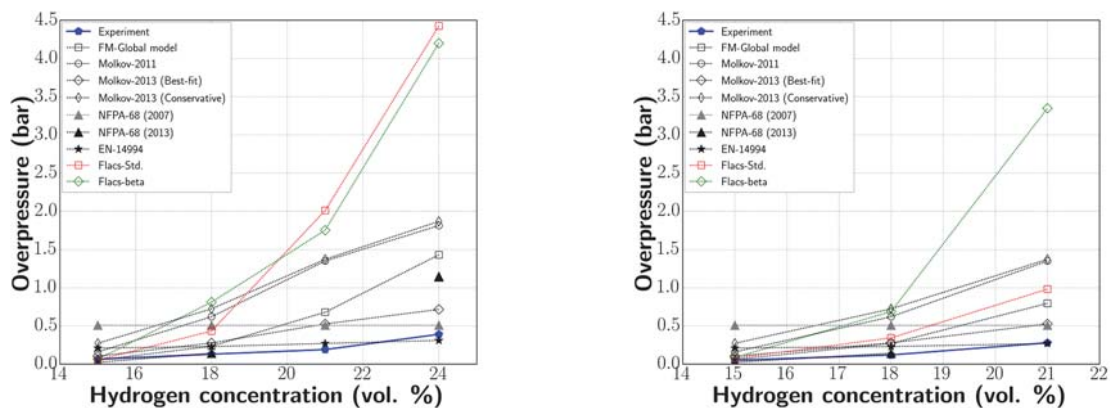 4.5
4.0
3.5
3.0
2.5
2.0
1.5
1.0
0.5
0.0
Overpressure (bar)
Experiment
FM-Global model
Molkov-2011
Molkov-2013 (Best-fit)
Molkov-2013 (Conservative)
NFPA-68 (2007)
NFPA-68 (2013)
EN-14994
Flacs-Std.
Flacs-beta
14 16 18 20 22 24
Hydrogen concentration (vol. %)
4.5
4.0
3.5
3.0
2.5
2.0
1.5
1.0
0.5
0.0
Overpressure (bar)
Experiment
FM-Global model
Molkov-2011
Molkov-2013 (Best-fit)
Molkov-2013 (Conservative)
NFPA-68 (2007)
NFPA-68 (2013)
EN-14994
Flacs-Std.
Flacs-beta
14 15 16 17 18 19 20 21 22
Hydrogen concentration (vol. %)